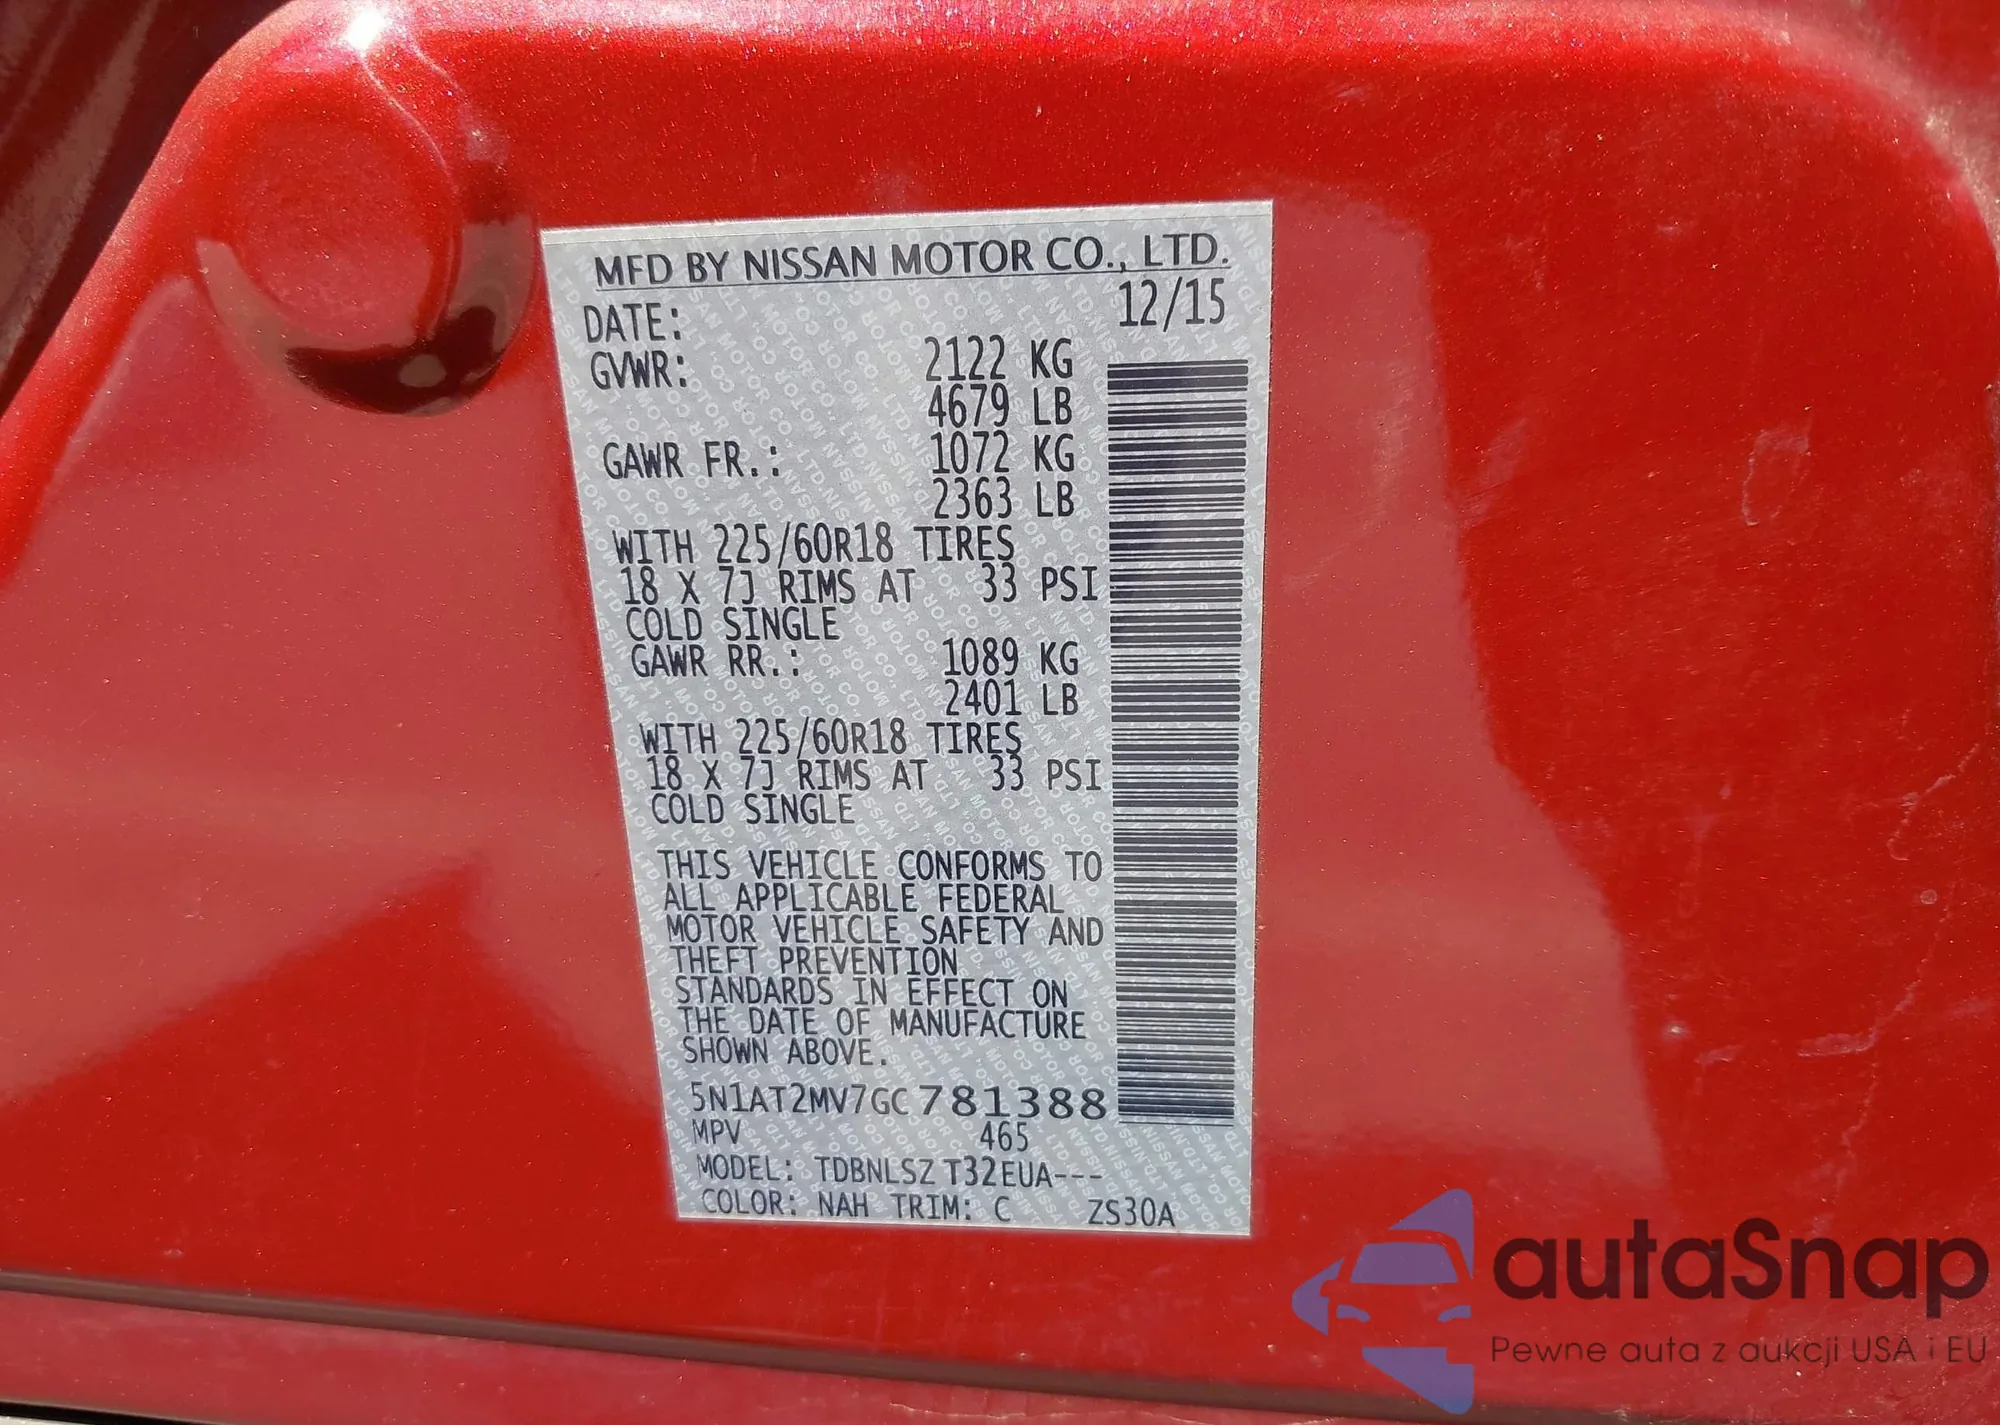 MFD BY NISSAN MOTOR CO., LTD.
DATE: 12/15
GVWR: 2122 KG
4679 LB
GAWR FR.: 1072 KG
2363 LB
WITH 225/60R18 TIRES
18 X 7J RIMS AT 33 PSI
COLD SINGLE
GAWR RR.: 1089 KG
2401 LB
WITH 225/60R18 TIRES
18 X 7J RIMS AT 33 PSI
COLD SINGLE
THIS VEHICLE CONFORMS TO
ALL APPLICABLE FEDERAL
MOTOR VEHICLE SAFETY AND
THEFT PREVENTION
STANDARDS IN EFFECT ON
THE DATE OF MANUFACTURE
SHOWN ABOVE.
5N1AT2MV7GC781388
MPV 465
MODEL: TDBNLSZ T32EUA---
COLOR: NAH TRIM: C ZS30A
autaSnap
Pewne auta z aukcji USA i EU